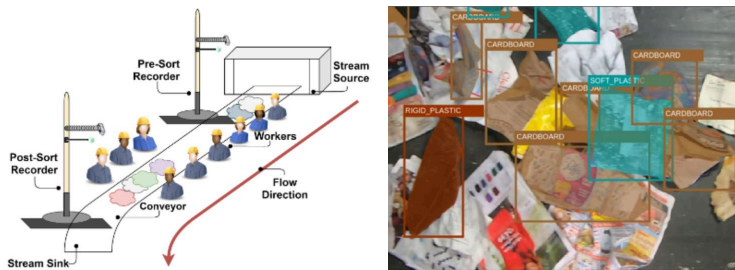 Pre-Sort
Recorder
Stream
Source
Post-Sort
Recorder
Workers
Flow
Direction
Conveyor
Stream Sink
CARDBOARD
CARDBOARD
CARDBOARD
SOFT_PLASTIC
CARDBOARD
RIGID_PLASTIC
CARDBOARD
CARDBOARD